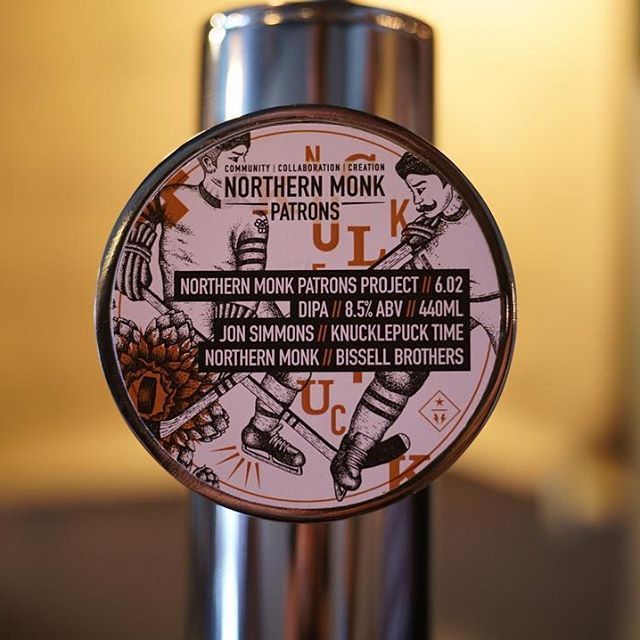 COMMUNITY | COLLABORATION | CREATION
NORTHERN MONK
PATRONS
NORTHERN MONK PATRONS PROJECT // 6.02
DIPA // 8.5% ABV // 440ML
JON SIMMONS // KNUCKLEPUCK TIME
NORTHERN MONK // BISSELL BROTHERS